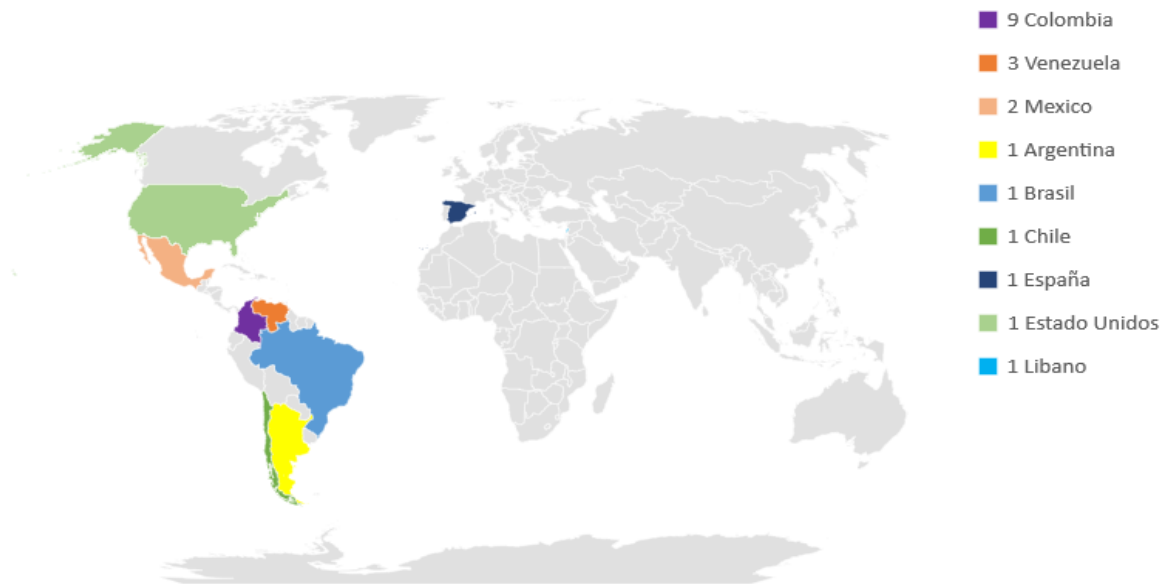 9 Colombia
3 Venezuela
2 Mexico
1 Argentina
1 Brasil
1 Chile
1 España
1 Estado Unidos
1 Libano